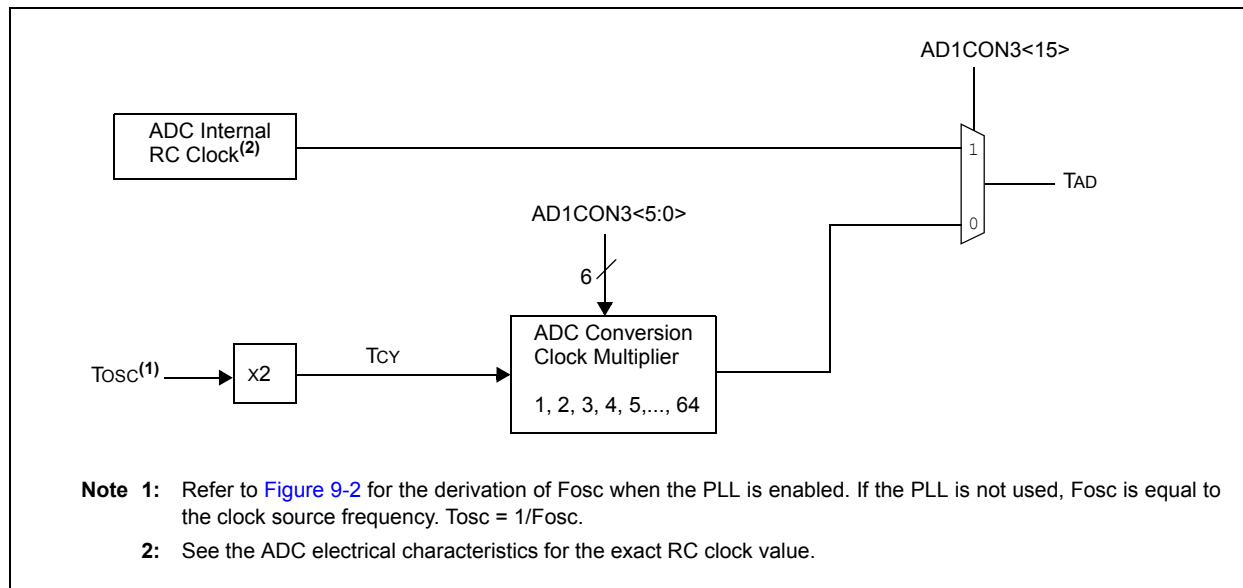 AD1CON3<15>
ADC Internal
RC Clock(2)
1
TAD
0
AD1CON3<5:0>
6
ADC Conversion
Clock Multiplier
1, 2, 3, 4, 5,..., 64
TOSC(1)
X2
TCY
Note 1: Refer to Figure 9-2 for the derivation of Fosc when the PLL is enabled. If the PLL is not used, Fosc is equal to
the clock source frequency. Tosc = 1/Fosc.
2: See the ADC electrical characteristics for the exact RC clock value.